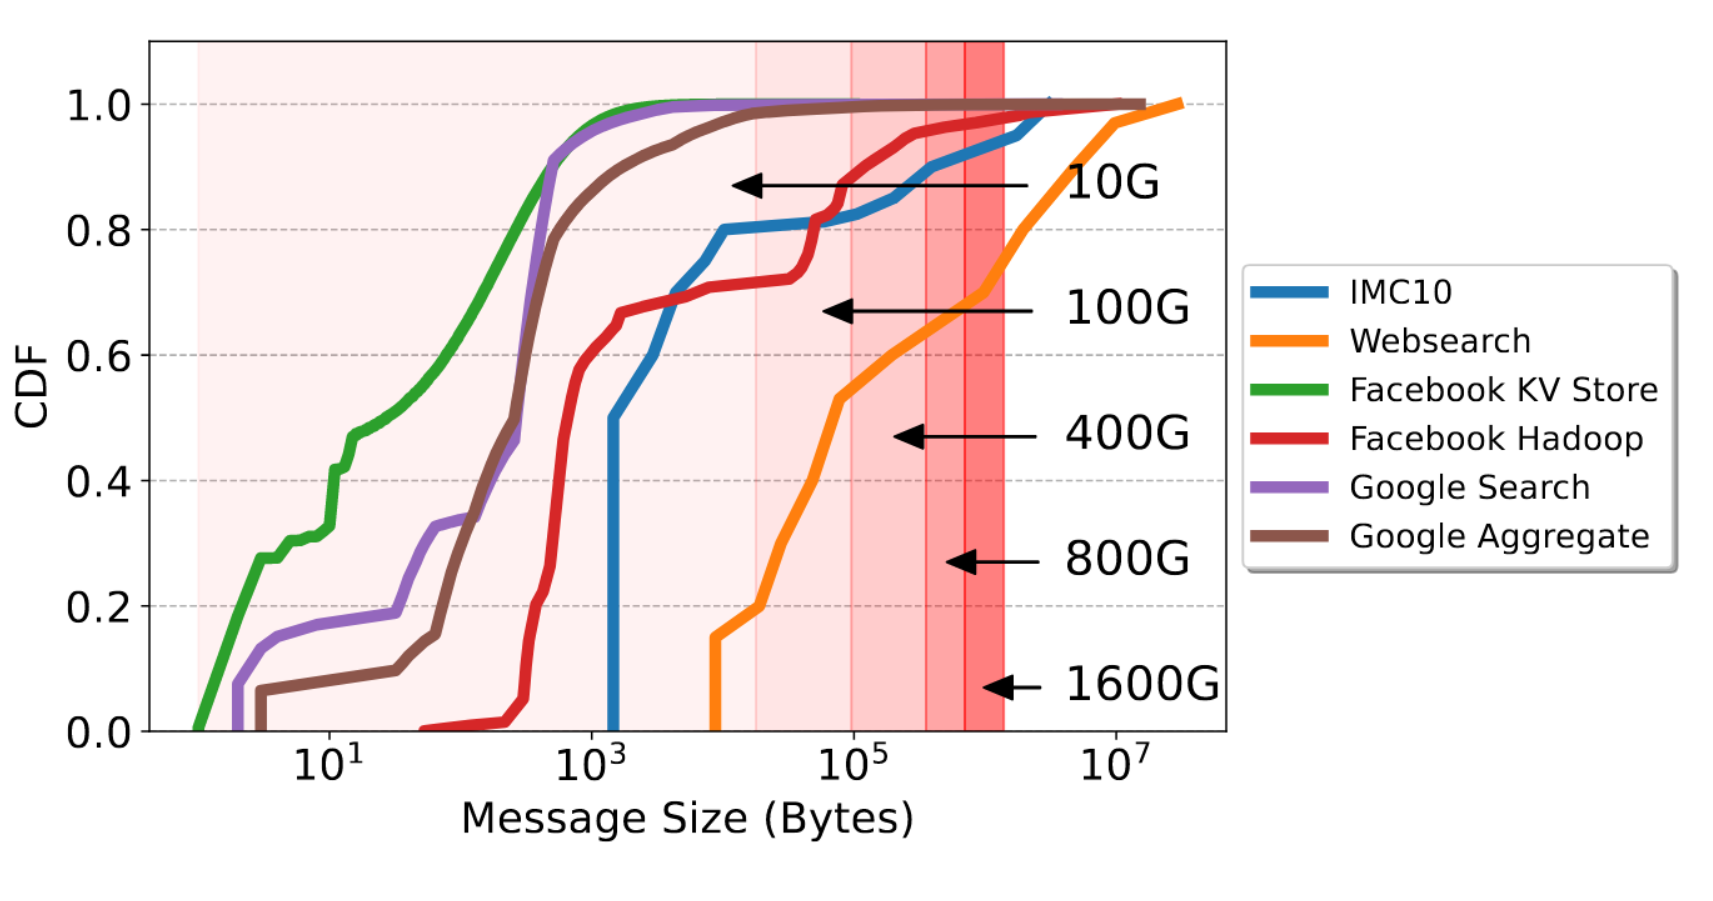 CDF
1.0
0.8
0.6
0.4
0.2
0.0
10G
100G
400G
800G
1600G
10¹ 10³ 10⁵ 10⁷
Message Size (Bytes)
IMC10
Websearch
Facebook KV Store
Facebook Hadoop
Google Search
Google Aggregate